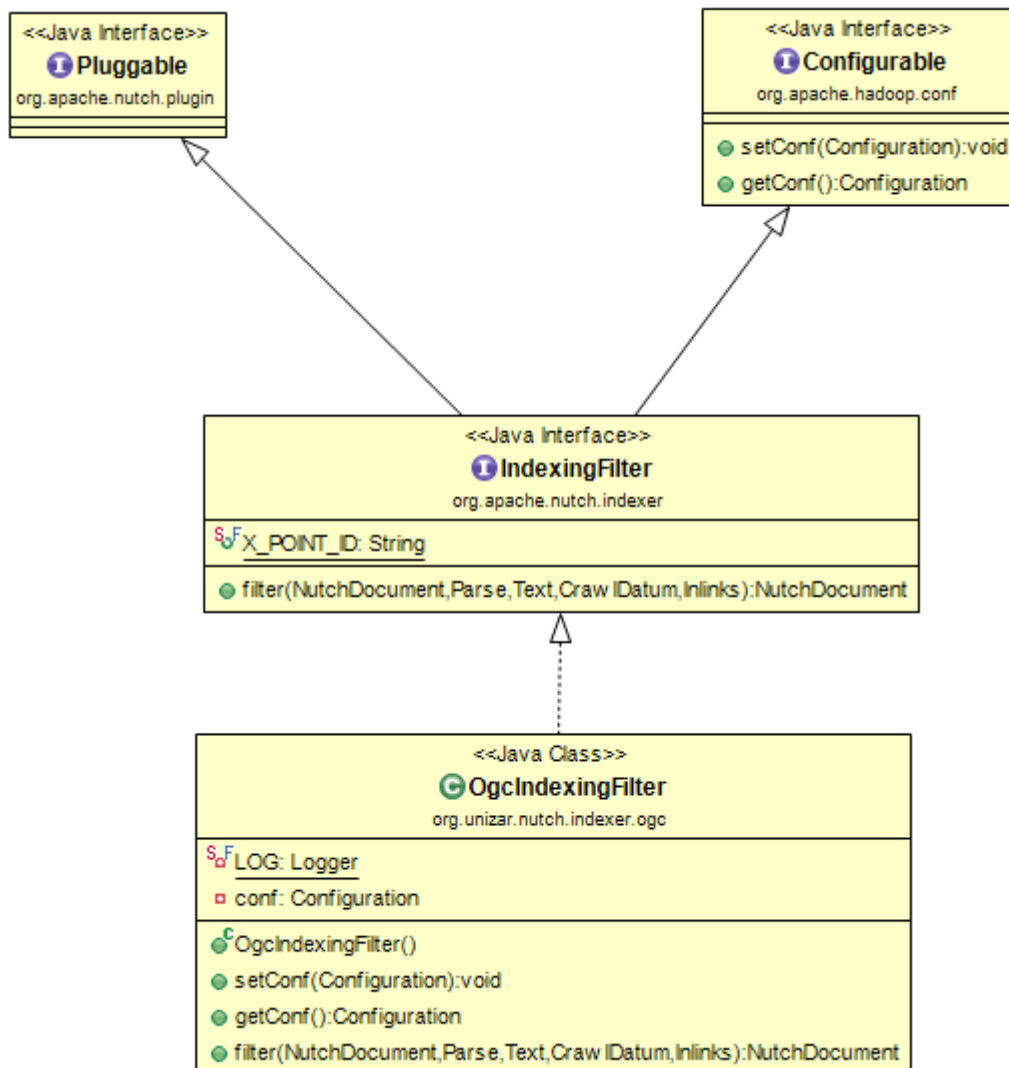 <<Java Interface>>
Pluggable
org.apache.nutch.plugin
<<Java Interface>>
Configurable
org.apache.hadoop.conf
setConf(Configuration):void
getConf():Configuration
<<Java Interface>>
IndexingFilter
org.apache.nutch.indexer
X_POINT_ID: String
filter(NutchDocument,Parse,Text,CrawlDatum,Inlinks):NutchDocument
<<Java Class>>
OgcIndexingFilter
org.unizar.nutch.indexer.ogc
LOG: Logger
conf: Configuration
OgcIndexingFilter()
setConf(Configuration):void
getConf():Configuration
filter(NutchDocument,Parse,Text,CrawlDatum,Inlinks):NutchDocument